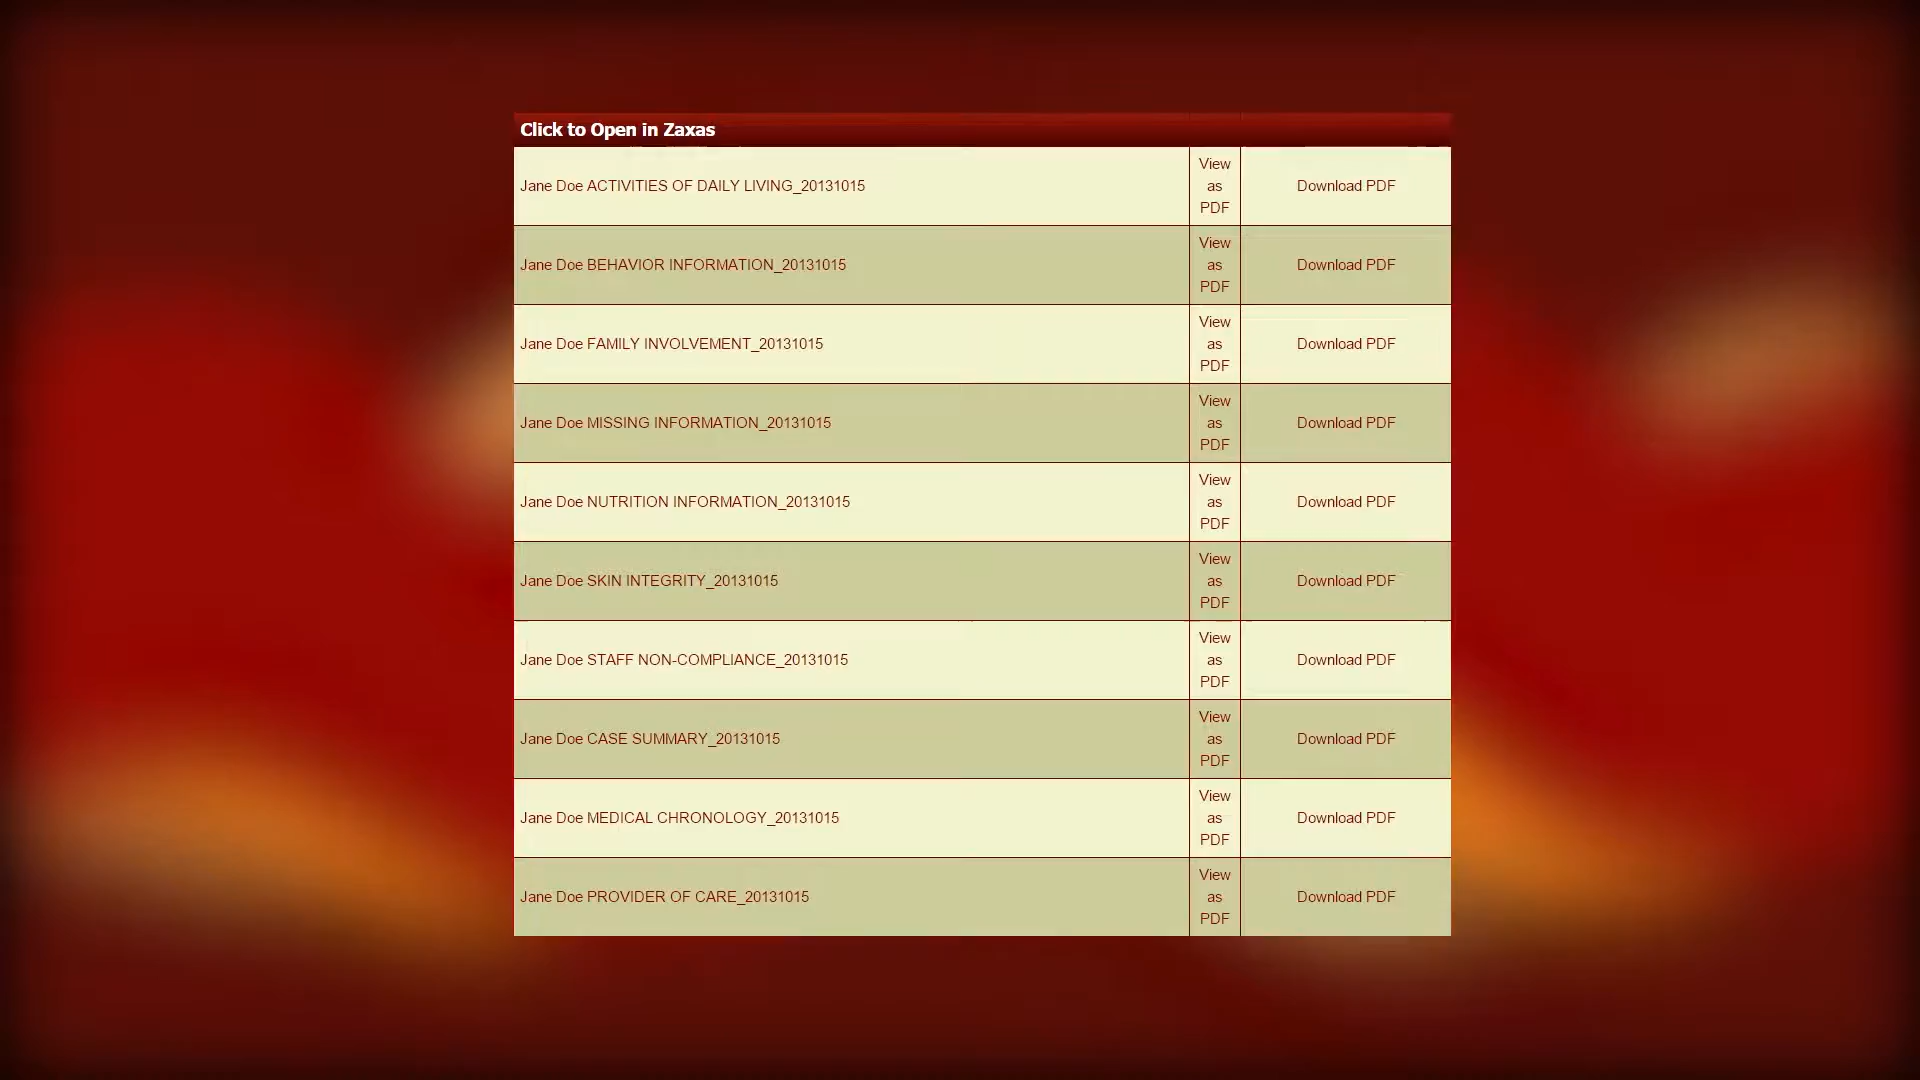 Click to Open in Zaxas
Jane Doe ACTIVITIES OF DAILY LIVING_20131015
View
as
PDF
Download PDF
Jane Doe BEHAVIOR INFORMATION_20131015
View
as
PDF
Download PDF
Jane Doe FAMILY INVOLVEMENT_20131015
View
as
PDF
Download PDF
Jane Doe MISSING INFORMATION_20131015
View
as
PDF
Download PDF
Jane Doe NUTRITION INFORMATION_20131015
View
as
PDF
Download PDF
Jane Doe SKIN INTEGRITY_20131015
View
as
PDF
Download PDF
Jane Doe STAFF NON-COMPLIANCE_20131015
View
as
PDF
Download PDF
Jane Doe CASE SUMMARY_20131015
View
as
PDF
Download PDF
Jane Doe MEDICAL CHRONOLOGY_20131015
View
as
PDF
Download PDF
Jane Doe PROVIDER OF CARE_20131015
View
as
PDF
Download PDF